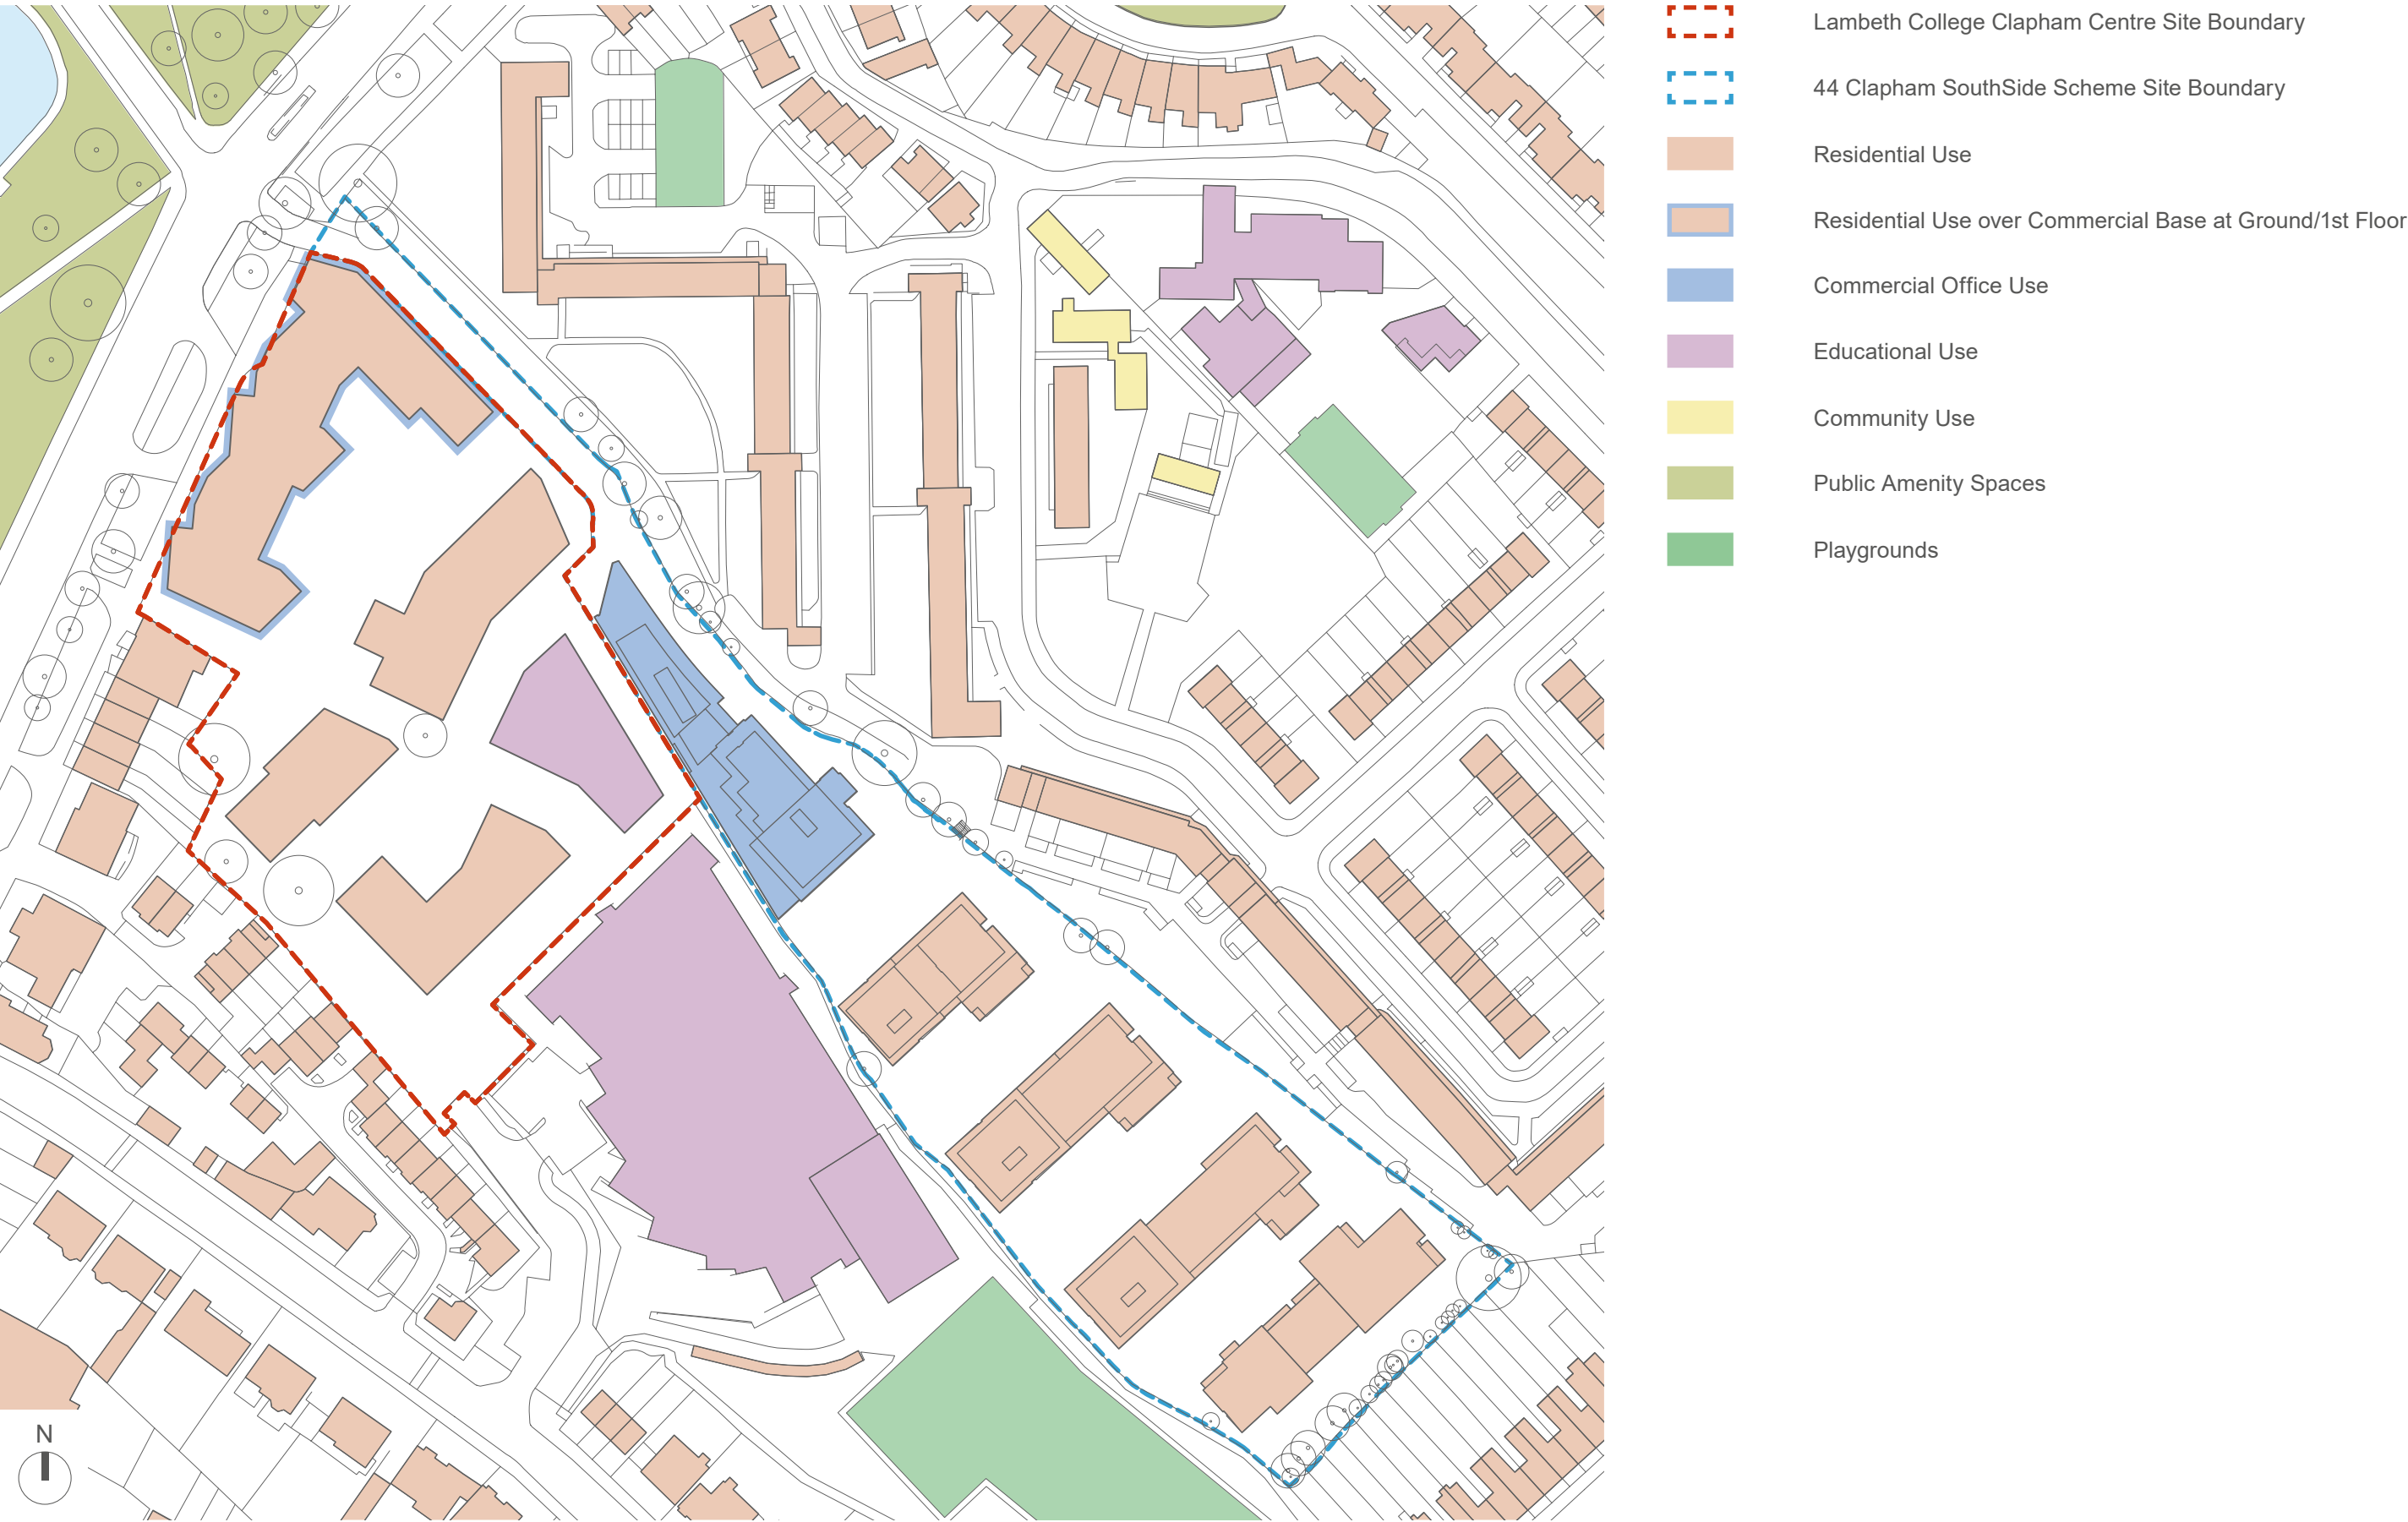 Lambeth College Clapham Centre Site Boundary
44 Clapham SouthSide Scheme Site Boundary
Residential Use
Residential Use over Commercial Base at Ground/1st Floor
Commercial Office Use
Educational Use
Community Use
Public Amenity Spaces
Playgrounds
N